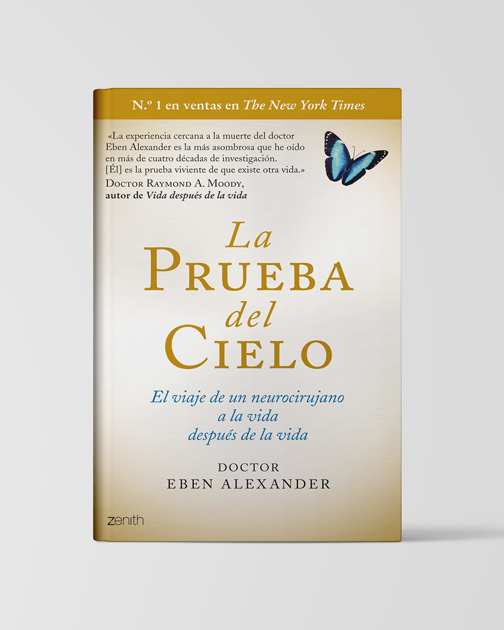 N.º 1 en ventas en The New York Times
«La experiencia cercana a la muerte del doctor
Eben Alexander es la más asombrosa que he oído
en más de cuatro décadas de investigación.
[Él] es la prueba viviente de que existe otra vida.»
Doctor Raymond A. Moody,
autor de Vida después de la vida
La
Prueba
del
Cielo
El viaje de un neurocirujano
a la vida
después de la vida
DOCTOR
EBEN ALEXANDER
zenith